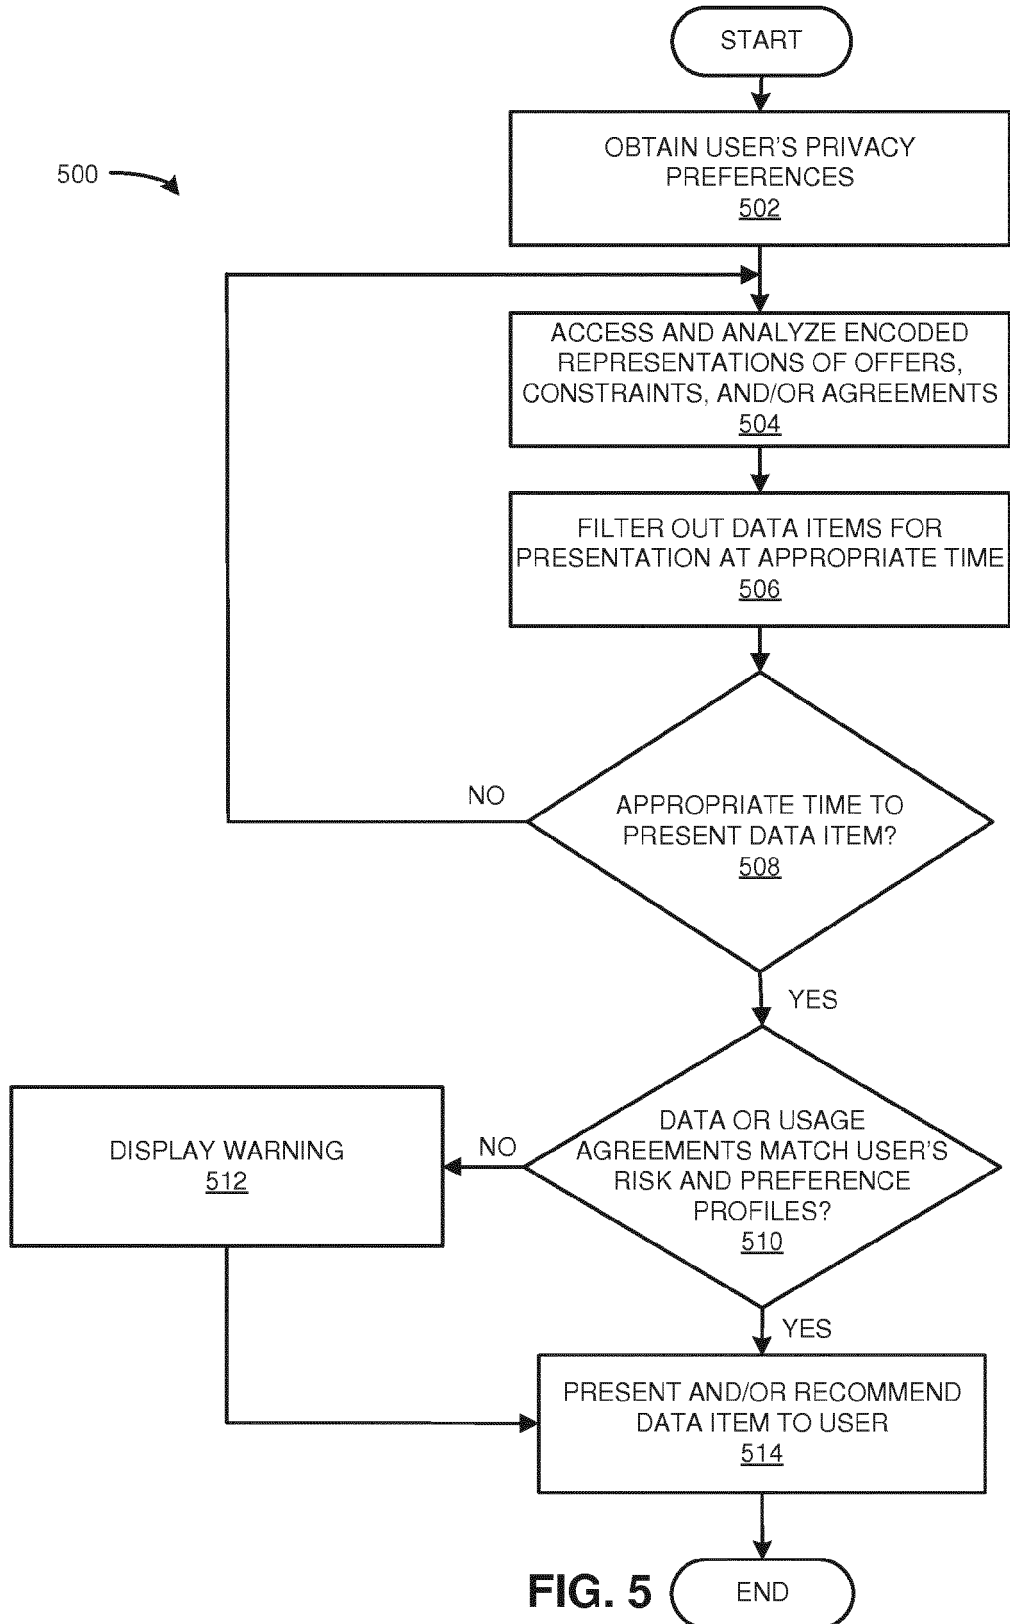 START
500
OBTAIN USER'S PRIVACY
PREFERENCES
502
ACCESS AND ANALYZE ENCODED
REPRESENTATIONS OF OFFERS,
CONSTRAINTS, AND/OR AGREEMENTS
504
FILTER OUT DATA ITEMS FOR
PRESENTATION AT APPROPRIATE TIME
506
NO
APPROPRIATE TIME TO
PRESENT DATA ITEM?
508
YES
DISPLAY WARNING
512
NO
DATA OR USAGE
AGREEMENTS MATCH USER'S
RISK AND PREFERENCE
PROFILES?
510
YES
PRESENT AND/OR RECOMMEND
DATA ITEM TO USER
514
FIG. 5
END